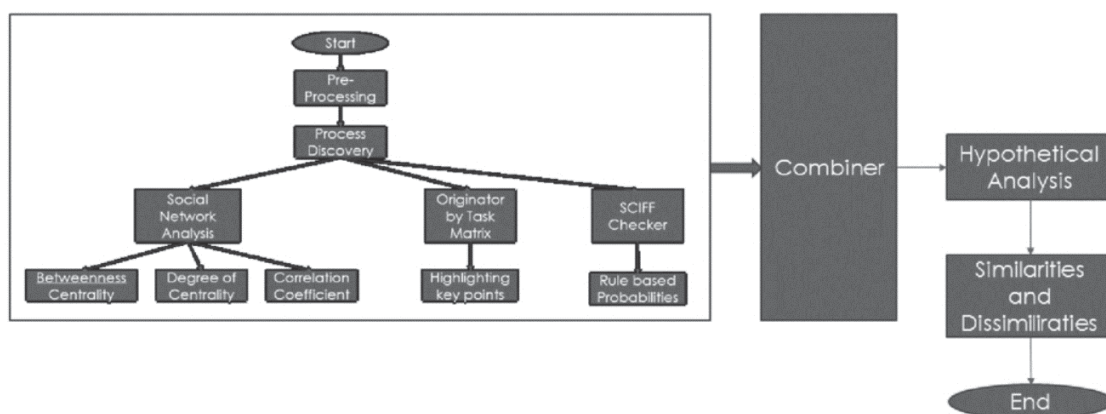 Start
Pre-
Processing
Process
Discovery
Social
Network
Analysis
Originator
by Task
Matrix
SCIFF
Checker
Betweenness
Centrality
Degree of
Centrality
Correlation
Coefficient
Highlighting
key points
Rule based
Probabilities
Combiner
Hypothetical
Analysis
Similarities
and
Dissimiliraties
End